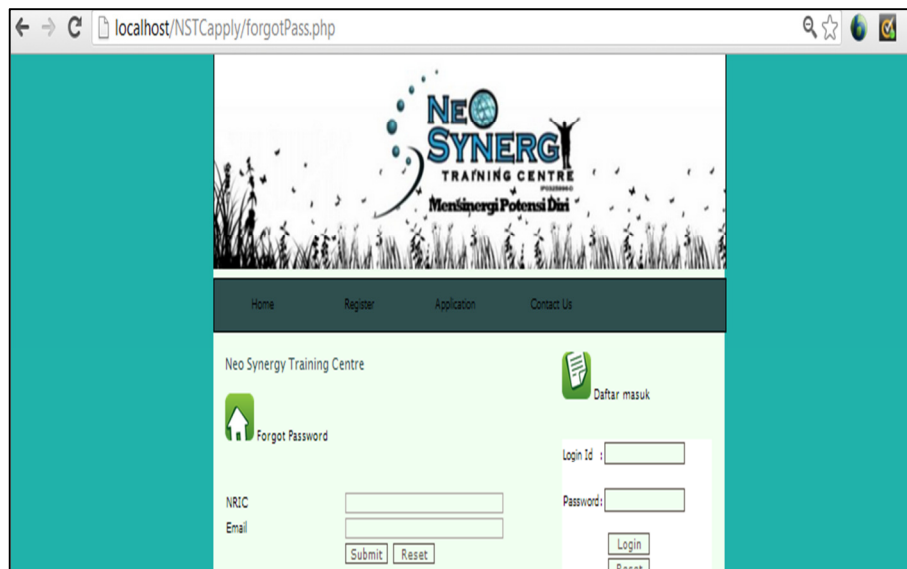 localhost/NSTCapply/forgotPass.php
NEO
SYNERGY
TRAINING CENTRE
Mensinergi Potensi Diri
Home Register Application Contact Us
Neo Synergy Training Centre
Daftar masuk
Forgot Password
Login Id :
NRIC
Password:
Email
Submit Reset
Login
Reset